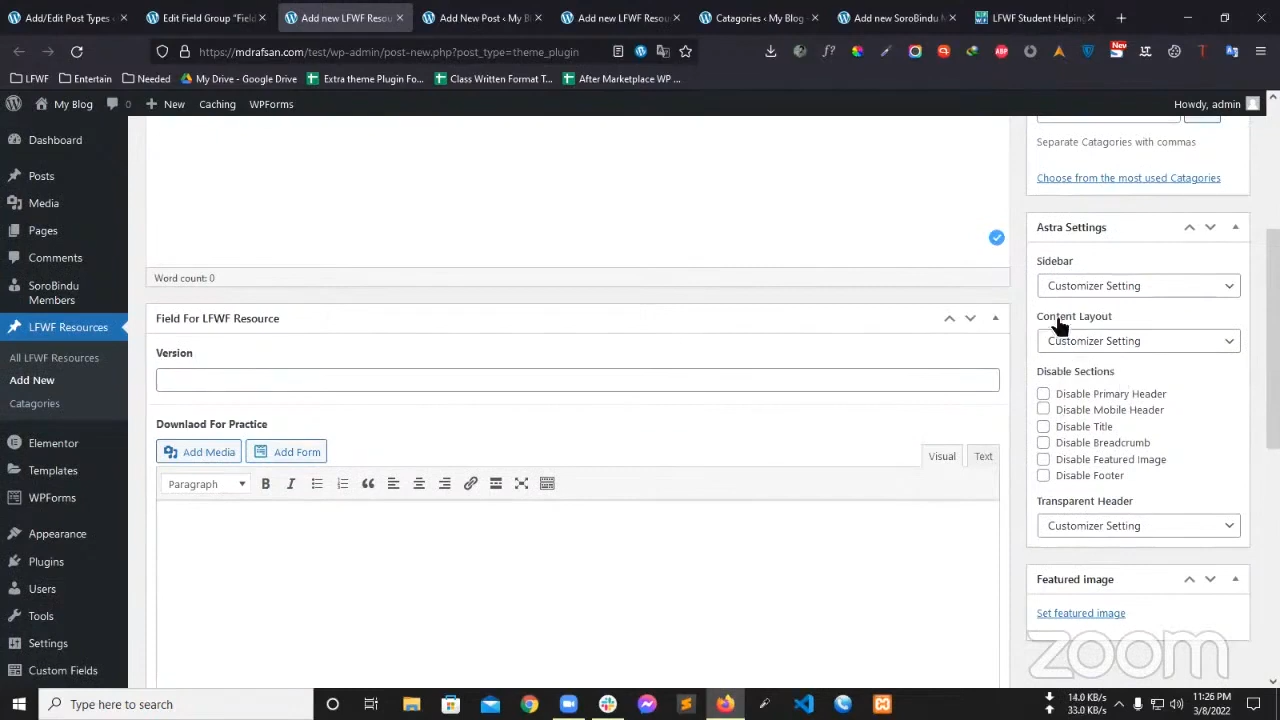 Add/Edit Post Types ‹
Edit Field Group "Field
Add new LFWF Resou
Add New Post ‹ My B
Add new LFWF Resou
Catagories ‹ My Blog -
Add new SoroBindu M
LFWF Student Helping
https://mdrafsan.com/test/wp-admin/post-new.php?post_type=theme_plugin
ABP
New
LFWF
Entertain
Needed
My Drive - Google Drive
Extra theme Plugin Fo...
Class Written Format T...
After Marketplace WP ...
My Blog
0
New
Caching
WPForms
Howdy, admin
Dashboard
Posts
Media
Pages
Comments
SoroBindu
Members
LFWF Resources
All LFWF Resources
Add New
Catagories
Elementor
Templates
WPForms
Appearance
Plugins
Users
Tools
Settings
Custom Fields
Word count: 0
Field For LFWF Resource
Version
Downlaod For Practice
Add Media
Add Form
Visual
Text
Paragraph
B
I
Separate Catagories with commas
Choose from the most used Catagories
Astra Settings
Sidebar
Customizer Setting
Content Layout
Customizer Setting
Disable Sections
Disable Primary Header
Disable Mobile Header
Disable Title
Disable Breadcrumb
Disable Featured Image
Disable Footer
Transparent Header
Customizer Setting
Featured image
Set featured image
zoom
Type here to search
14.0 KB/s
33.0 KB/s
11:26 PM
3/8/2022